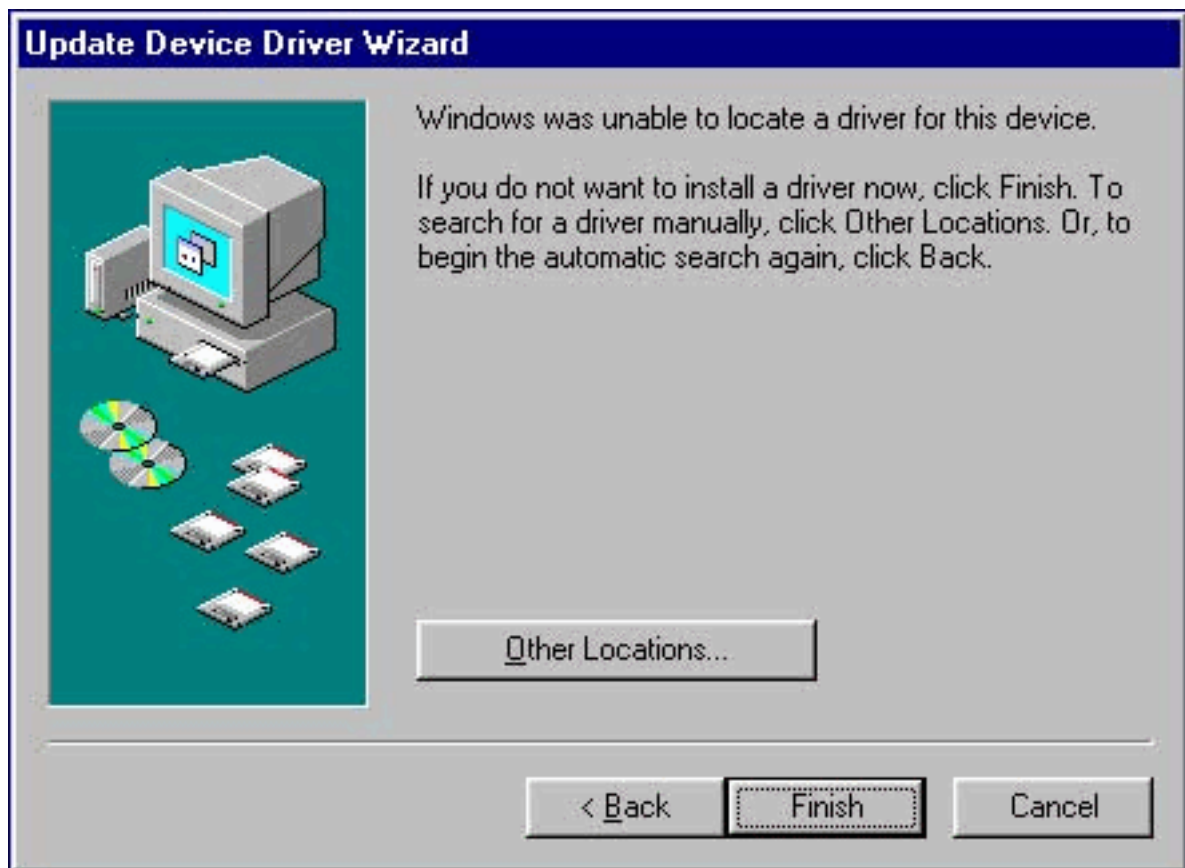 Update Device Driver Wizard
Windows was unable to locate a driver for this device.
If you do not want to install a driver now, click Finish. To
search for a driver manually, click Other Locations. Or, to
begin the automatic search again, click Back.
Other Locations...
< Back
Finish
Cancel